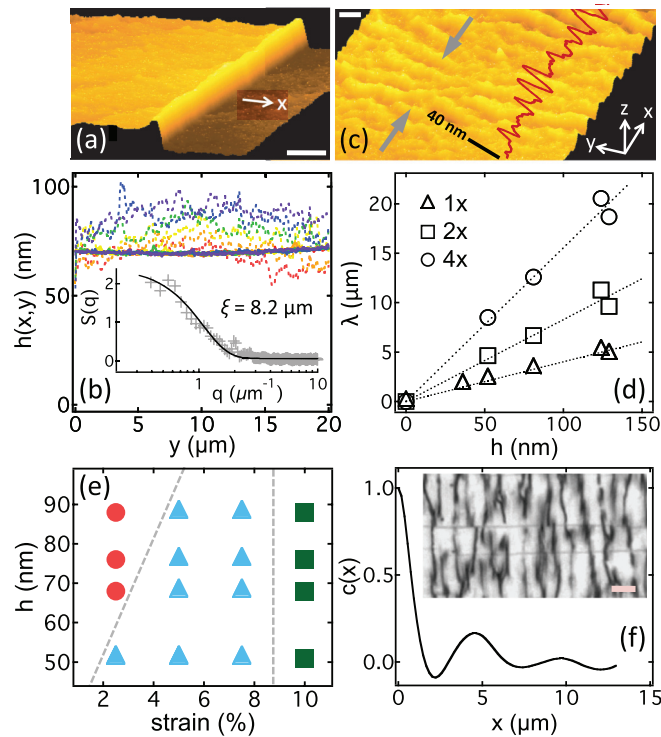 (a)
x
(c)
40 nm
z
x
y
100
50
0
h(x,y) (nm)
0
5
10
15
20
y (μm)
(b)
2
1
0
S(q)
1
10
q (μm⁻¹)
ξ = 8.2 μm
20
15
10
5
0
λ (μm)
1x
2x
4x
0
50
100
150
h (nm)
(d)
(e)
90
80
70
60
50
h (nm)
2
4
6
8
10
strain (%)
1.0
0.5
0.0
c(x)
0
5
10
15
x (μm)
(f)